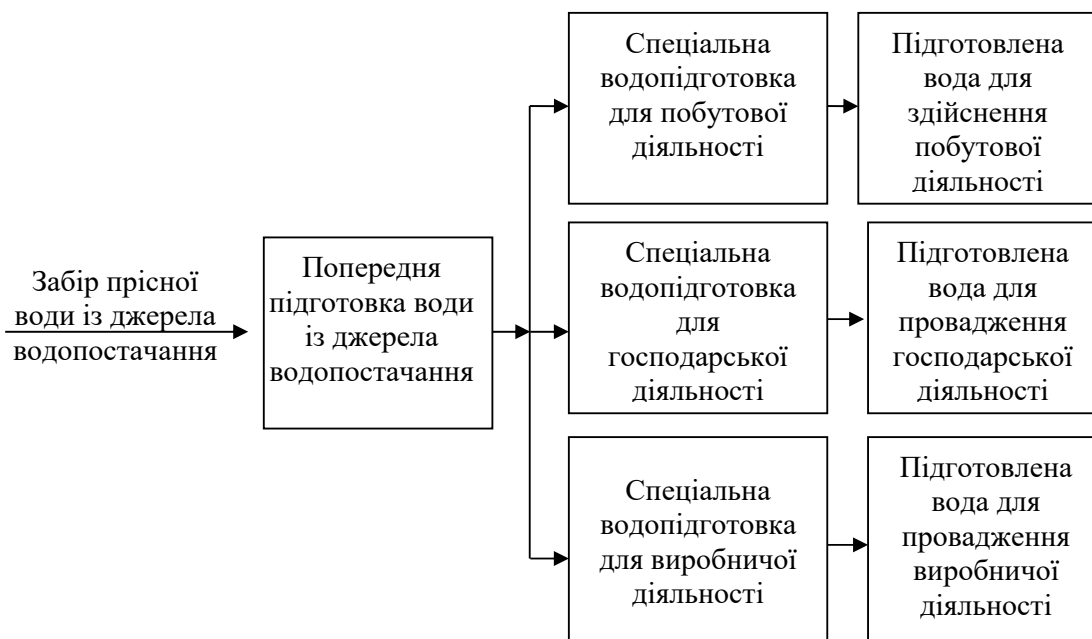 Забір прісної
води із джерела
водопостачання
Попередня
підготовка води
із джерела
водопостачання
Спеціальна
водопідготовка
для побутової
діяльності
Підготовлена
вода для
здійснення
побутової
діяльності
Спеціальна
водопідготовка
для
господарської
діяльності
Підготовлена
вода для
провадження
господарської
діяльності
Спеціальна
водопідготовка
для виробничої
діяльності
Підготовлена
вода для
провадження
виробничої
діяльності